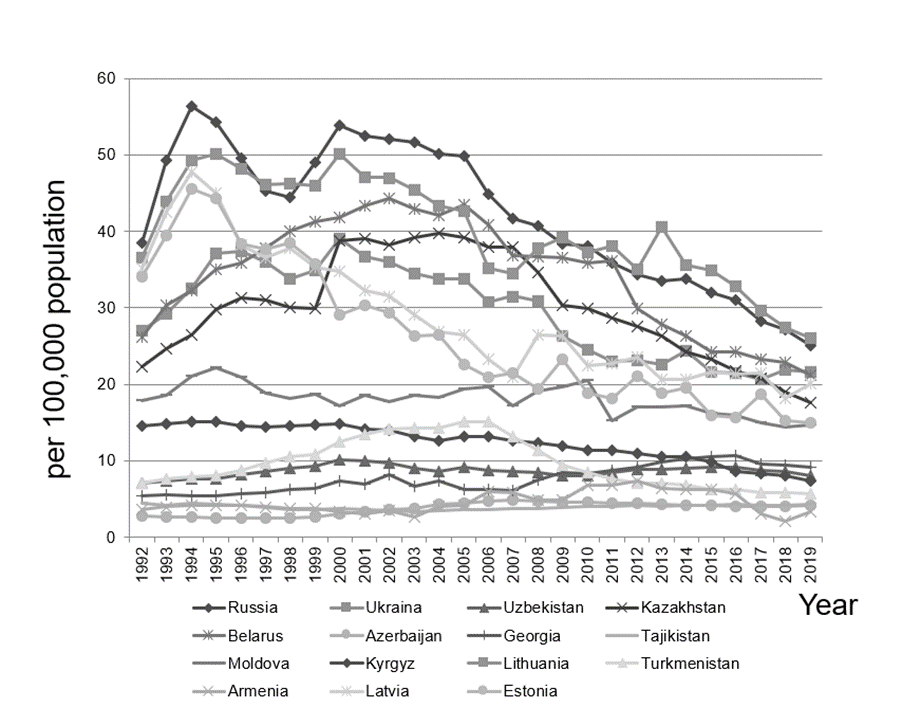 60
50
40
30
20
10
0
per 100,000 population
1992 1993 1994 1995 1996 1997 1998 1999 2000 2001 2002 2003 2004 2005 2006 2007 2008 2009 2010 2011 2012 2013 2014 2015 2016 2017 2018 2019
Year
Russia Ukraina Uzbekistan Kazakhstan
Belarus Azerbaijan Georgia Tajikistan
Moldova Kyrgyz Lithuania Turkmenistan
Armenia Latvia Estonia